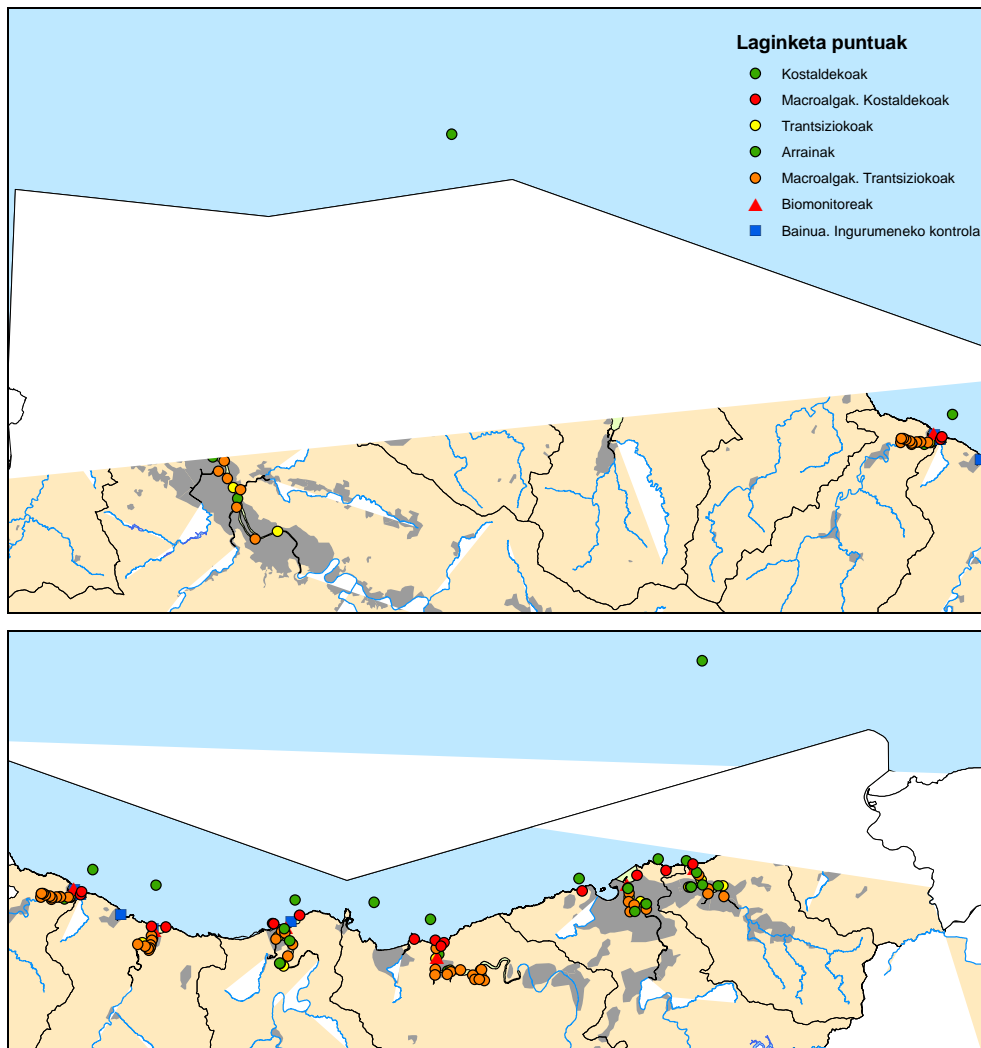 Laginketa puntuak
Kostaldekoak
Macroalgak. Kostaldekoak
Trantsiziokoak
Arrainak
Macroalgak. Trantsiziokoak
Biomonitoreak
Bainua. Ingurumeneko kontrola